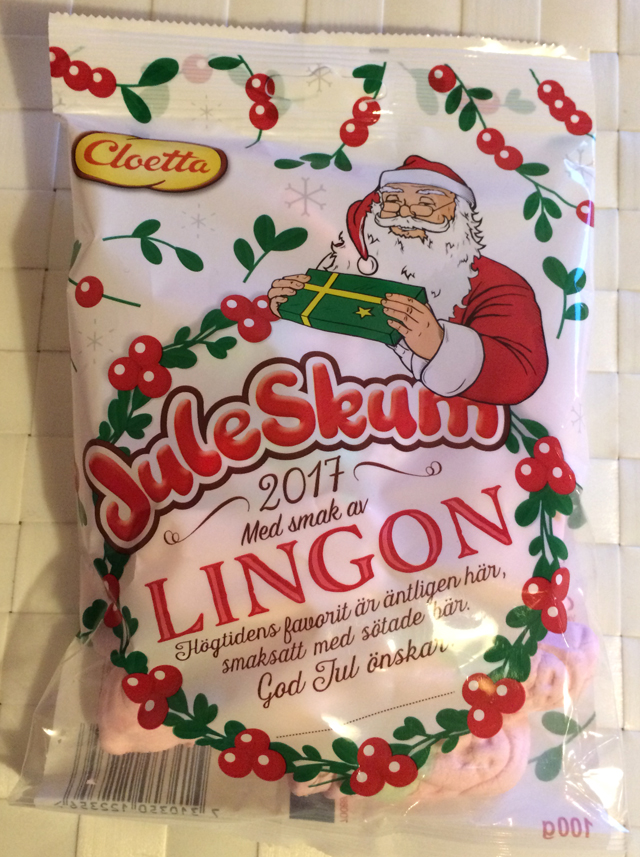 Cloetta
JuleSkum
2017
Med smak av
LINGON
Högtidens favorit är äntligen här,
smaksatt med sötade bär.
God Jul önskar
7310350122356
100g